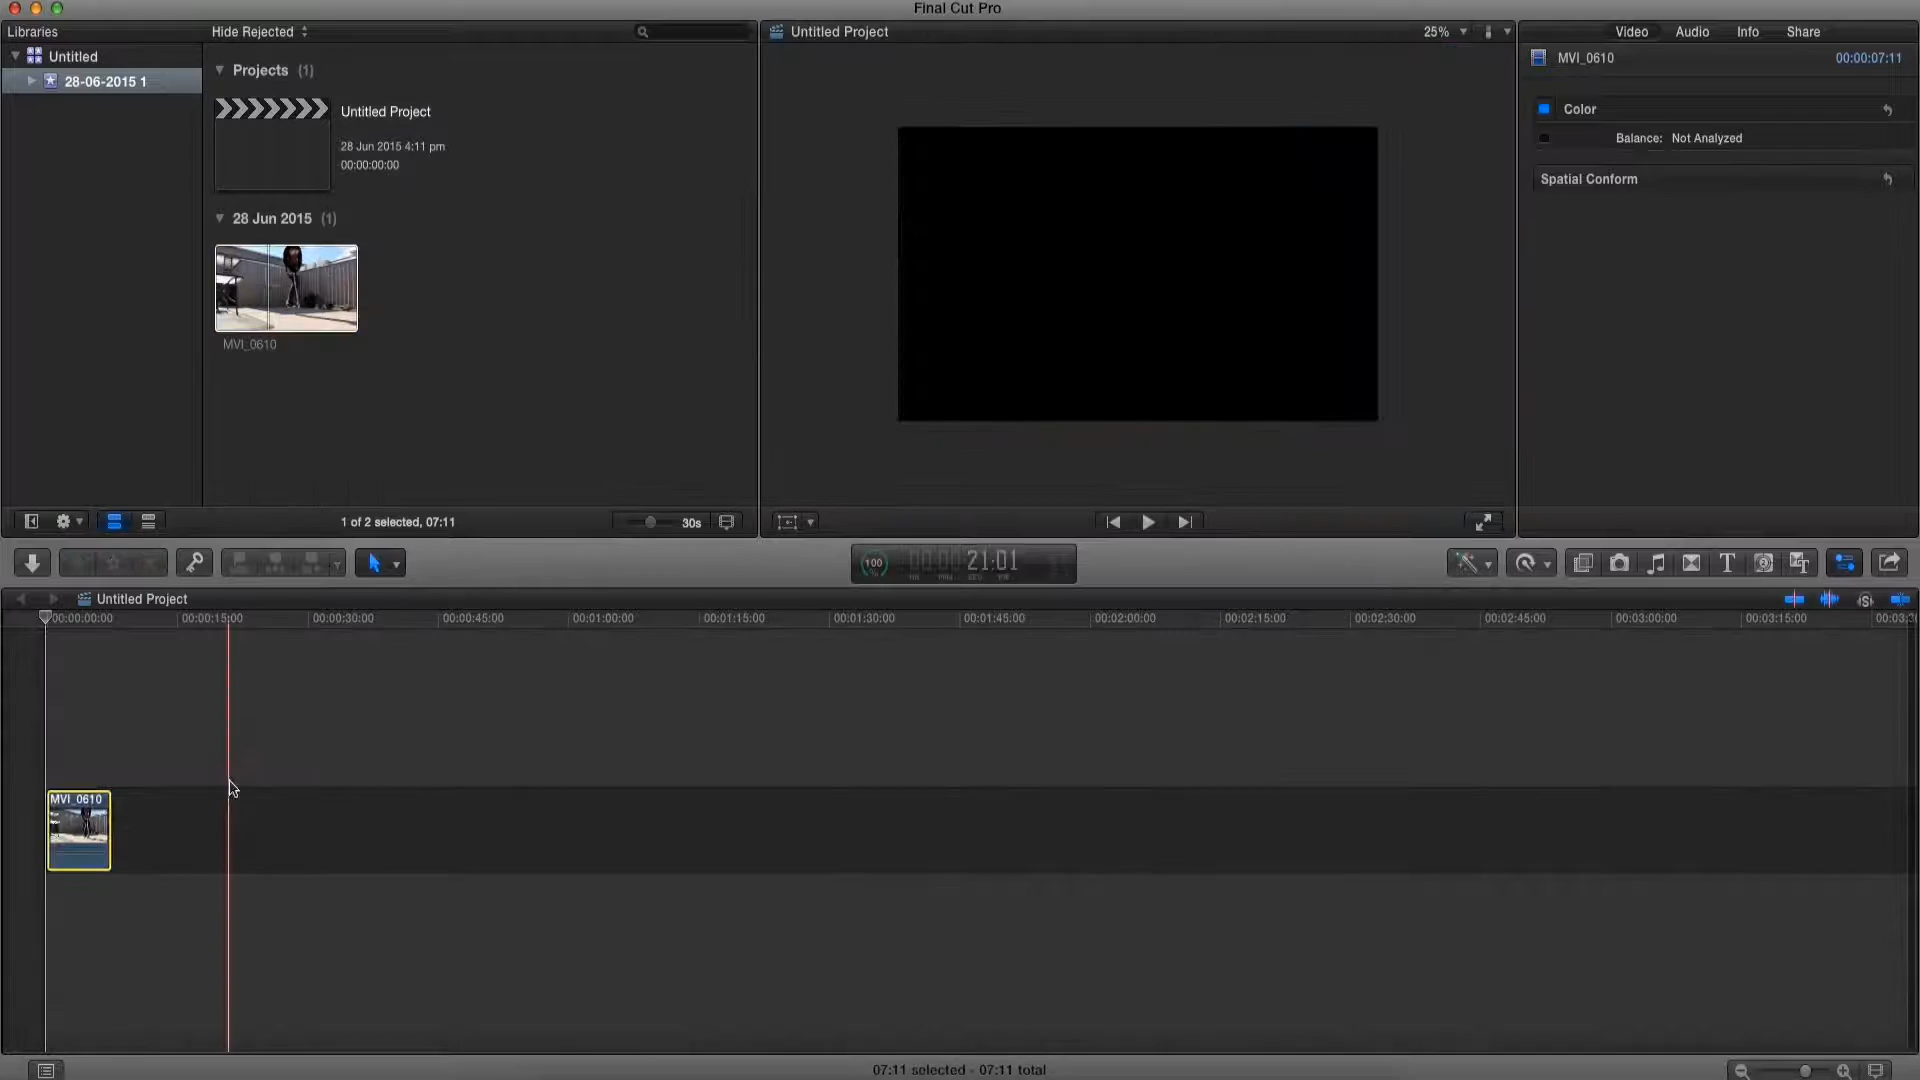 Final Cut Pro
Libraries
Hide Rejected
Untitled Project
25%
Video Audio Info Share
Untitled
28-06-2015 1
Projects (1)
Untitled Project
28 Jun 2015 4:11 pm
00:00:00:00
28 Jun 2015 (1)
MVI_0610
MVI_0610 00:00:07:11
Color
Balance: Not Analyzed
Spatial Conform
1 of 2 selected, 07:11
30s
100
%
21:01
Untitled Project
00:00:00:00 00:00:15:00 00:00:30:00 00:00:45:00 00:01:00:00 00:01:15:00 00:01:30:00 00:01:45:00 00:02:00:00 00:02:15:00 00:02:30:00 00:02:45:00 00:03:00:00 00:03:15:00
MVI_0610
07:11 selected - 07:11 total